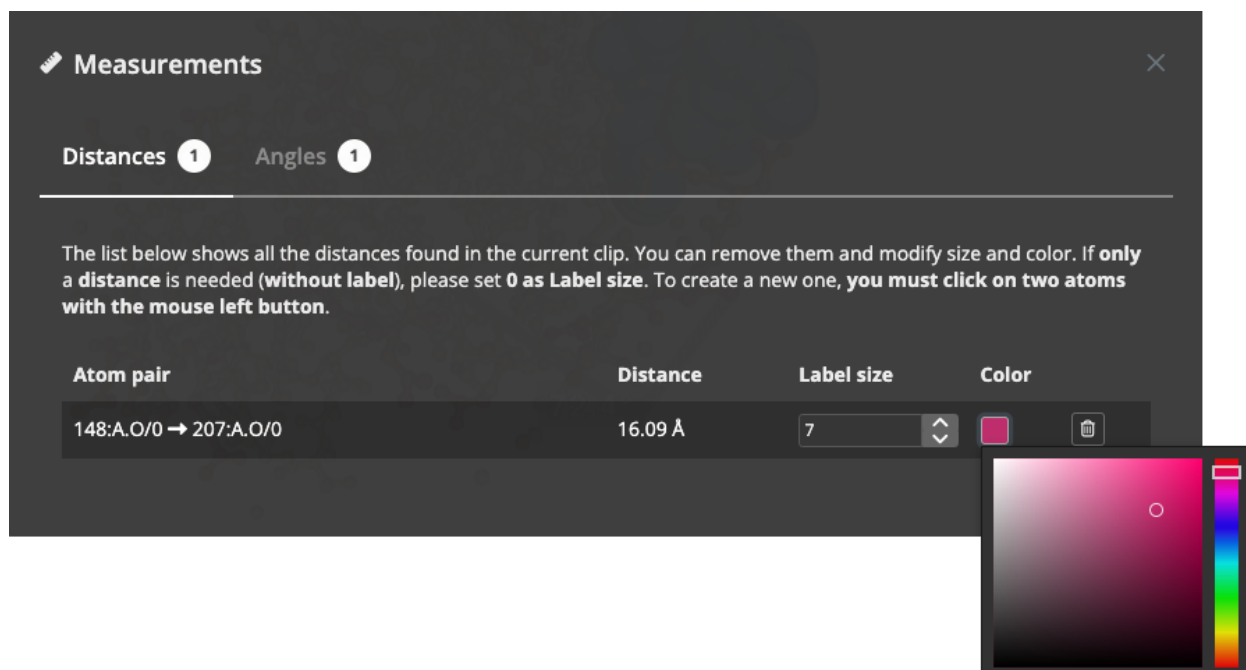 Measurements
Distances 1 Angles 1
The list below shows all the distances found in the current clip. You can remove them and modify size and color. If only
a distance is needed (without label), please set 0 as Label size. To create a new one, you must click on two atoms
with the mouse left button.
Atom pair Distance Label size Color
148:A.O/0 → 207:A.O/0 16.09 Å 7